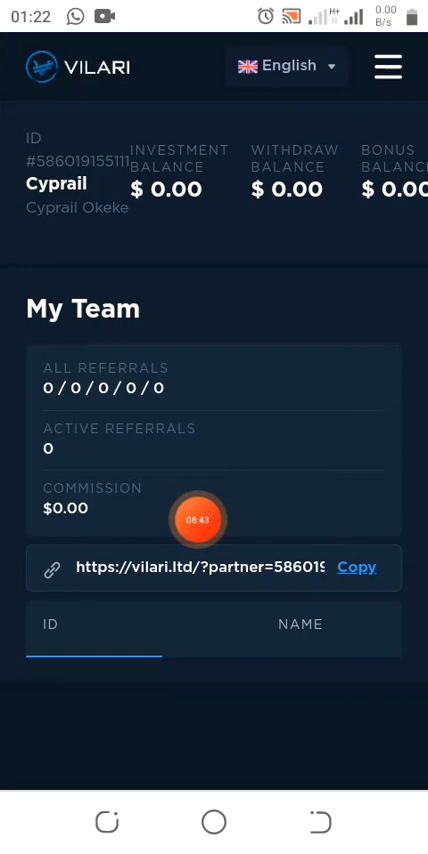 01:22 H+ 0.00 B/s
VILARI English
ID
#586019155111
Cyprail
Cyprail Okeke
INVESTMENT BALANCE
$ 0.00
WITHDRAW BALANCE
$ 0.00
BONUS BALANC
$ 0.00
My Team
ALL REFERRALS
0 / 0 / 0 / 0 / 0
ACTIVE REFERRALS
0
COMMISSION
$0.00
08:43
https://vilari.ltd/?partner=586019 Copy
ID NAME